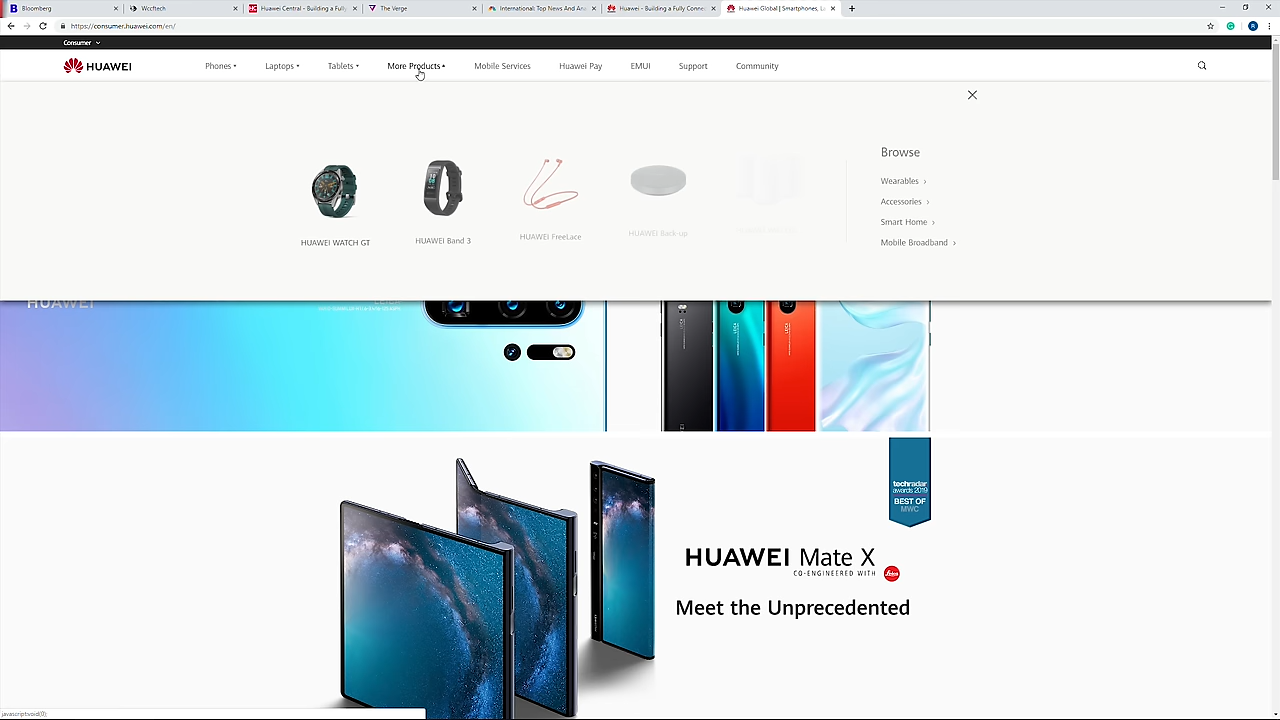 Bloomberg
Wccftech
Huawei Central - Building a Fully
The Verge
International: Top News And Ana
Huawei - Building a Fully Conne
Huawei Global | Smartphones, La
https://consumer.huawei.com/en/
Consumer
HUAWEI
Phones
Laptops
Tablets
More Products
Mobile Services
Huawei Pay
EMUI
Support
Community
HUAWEI WATCH GT
HUAWEI Band 3
HUAWEI FreeLace
HUAWEI Back-up
Browse
Wearables
Accessories
Smart Home
Mobile Broadband
HUAWEI
techradar
awards 2019
BEST OF
MWC
HUAWEI Mate X
CO-ENGINEERED WITH
Leica
Meet the Unprecedented
javascript:void(0);